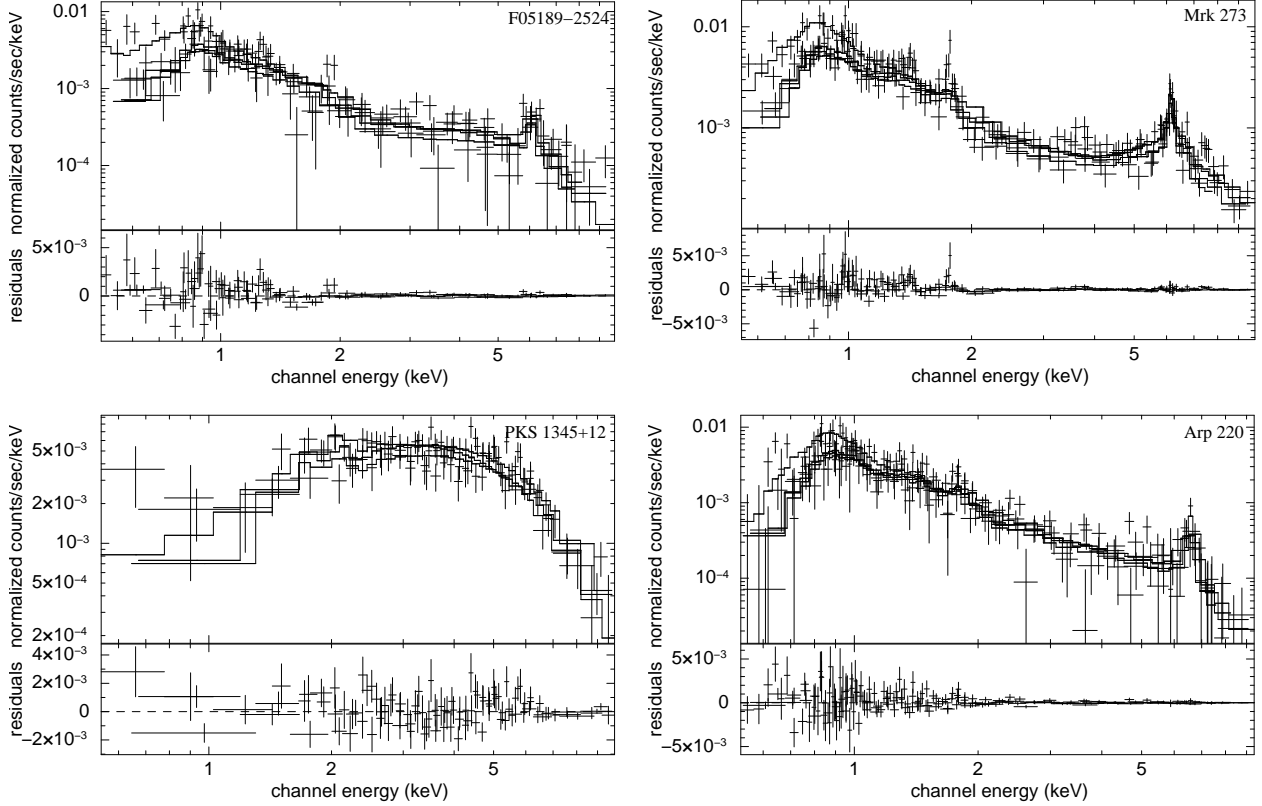 F05189−2524
0.01
10⁻³
10⁻⁴
normalized counts/sec/keV
5×10⁻³
0
residuals
1
2
5
channel energy (keV)
Mrk 273
0.01
10⁻³
normalized counts/sec/keV
5×10⁻³
0
−5×10⁻³
residuals
1
2
5
channel energy (keV)
PKS 1345+12
5×10⁻³
2×10⁻³
10⁻³
5×10⁻⁴
2×10⁻⁴
normalized counts/sec/keV
4×10⁻³
2×10⁻³
0
−2×10⁻³
residuals
1
2
5
channel energy (keV)
Arp 220
0.01
10⁻³
10⁻⁴
normalized counts/sec/keV
5×10⁻³
0
−5×10⁻³
residuals
1
2
5
channel energy (keV)